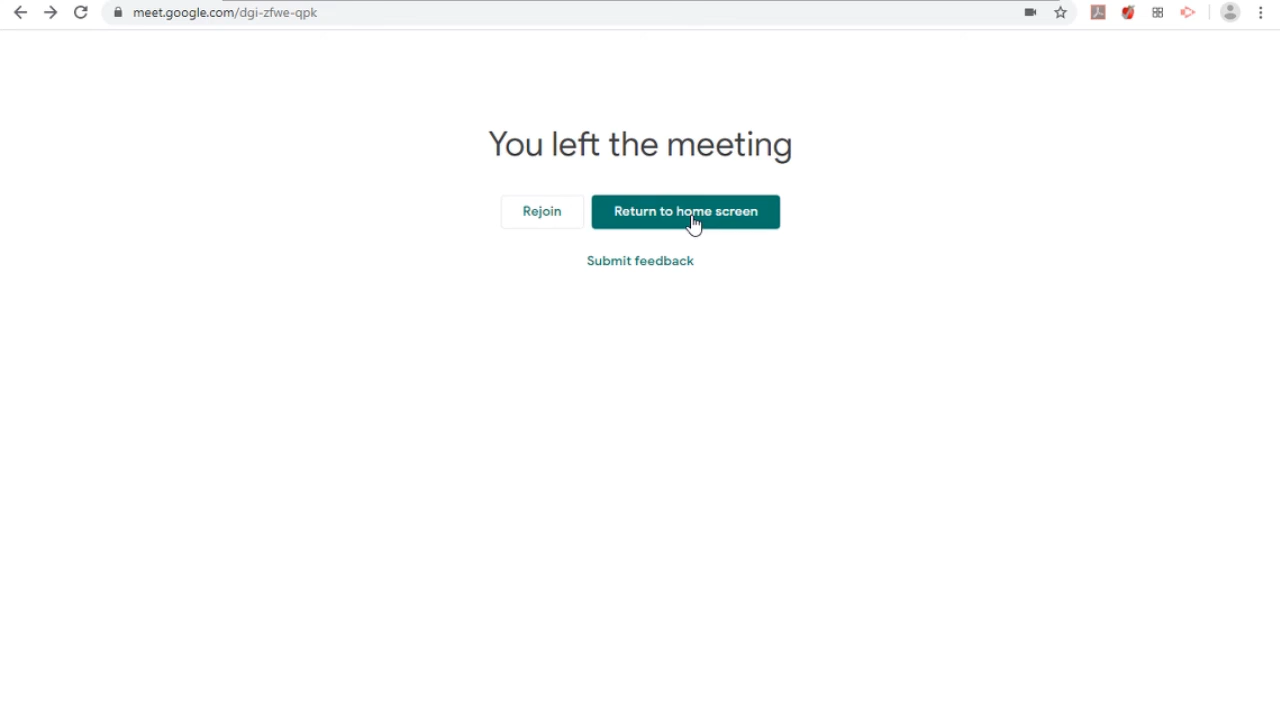 meet.google.com/dgi-zfwe-qpk
You left the meeting
Rejoin
Return to home screen
Submit feedback